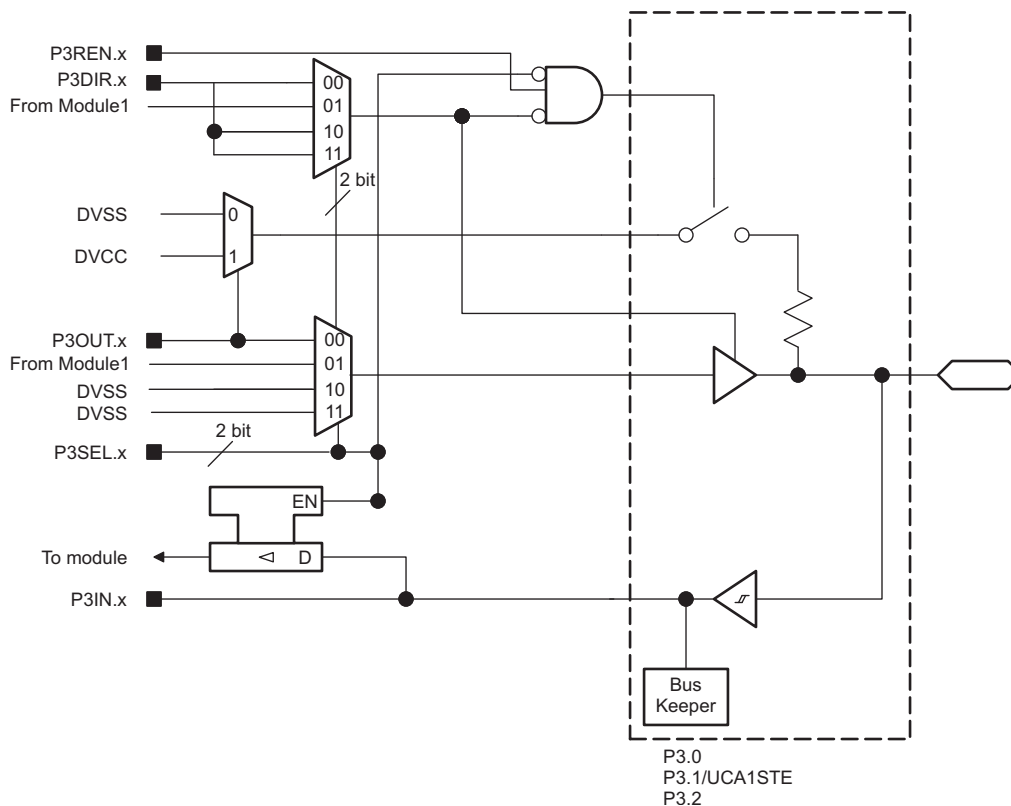 P3REN.x
P3DIR.x
From Module1
00
01
10
11
2 bit
DVSS
0
DVCC
1
P3OUT.x
00
From Module1
01
DVSS
10
DVSS
11
2 bit
P3SEL.x
EN
To module
D
P3IN.x
Bus
Keeper
P3.0
P3.1/UCA1STE
P3.2